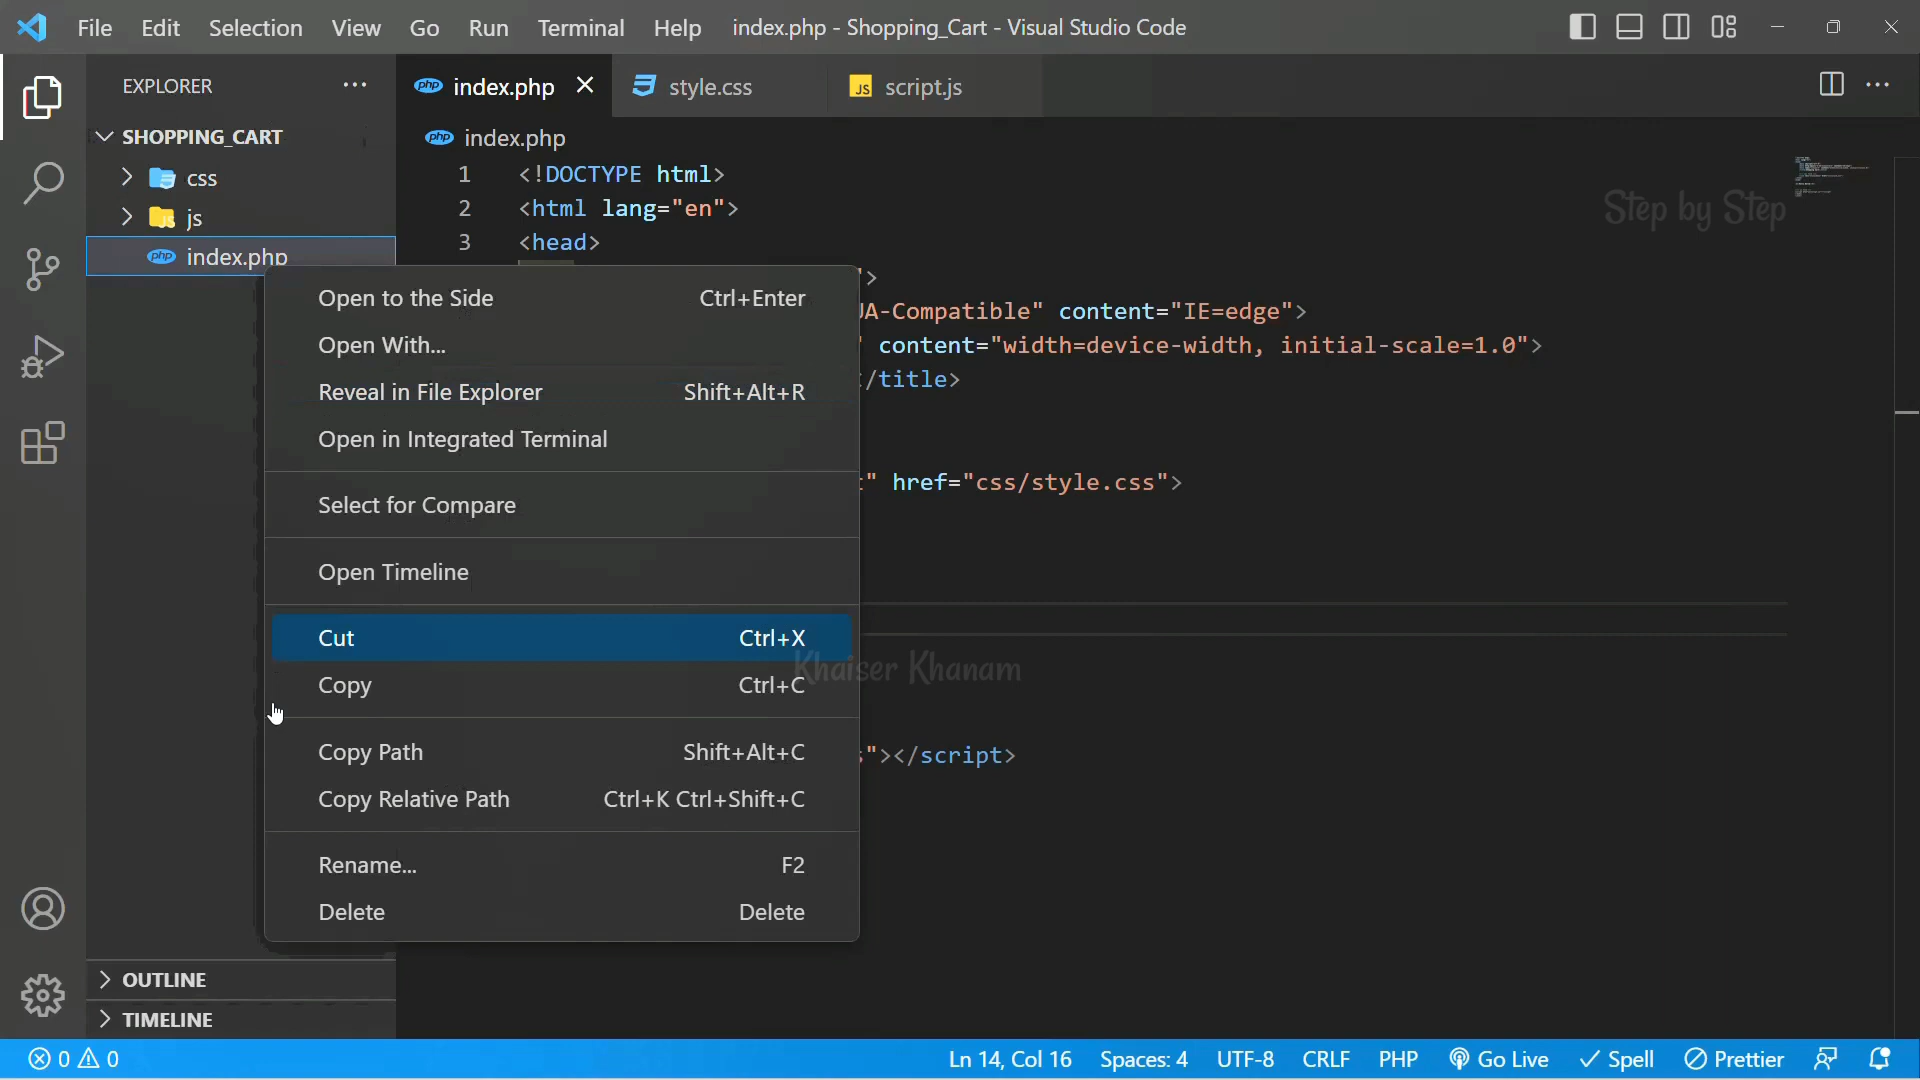 File Edit Selection View Go Run Terminal Help index.php - Shopping_Cart - Visual Studio Code
EXPLORER
php index.php
style.css
JS script.js
SHOPPING_CART
php index.php
css
JS js
php index.php
1 <!DOCTYPE html>
2 <html lang="en">
3 <head>
">
UA-Compatible" content="IE=edge">
" content="width=device-width, initial-scale=1.0">
</title>
t" href="css/style.css">
s"></script>
Step by Step
Khaiser Khanam
Open to the Side Ctrl+Enter
Open With...
Reveal in File Explorer Shift+Alt+R
Open in Integrated Terminal
Select for Compare
Open Timeline
Cut Ctrl+X
Copy Ctrl+C
Copy Path Shift+Alt+C
Copy Relative Path Ctrl+K Ctrl+Shift+C
Rename... F2
Delete Delete
OUTLINE
TIMELINE
0 0 Ln 14, Col 16 Spaces: 4 UTF-8 CRLF PHP Go Live Spell Prettier